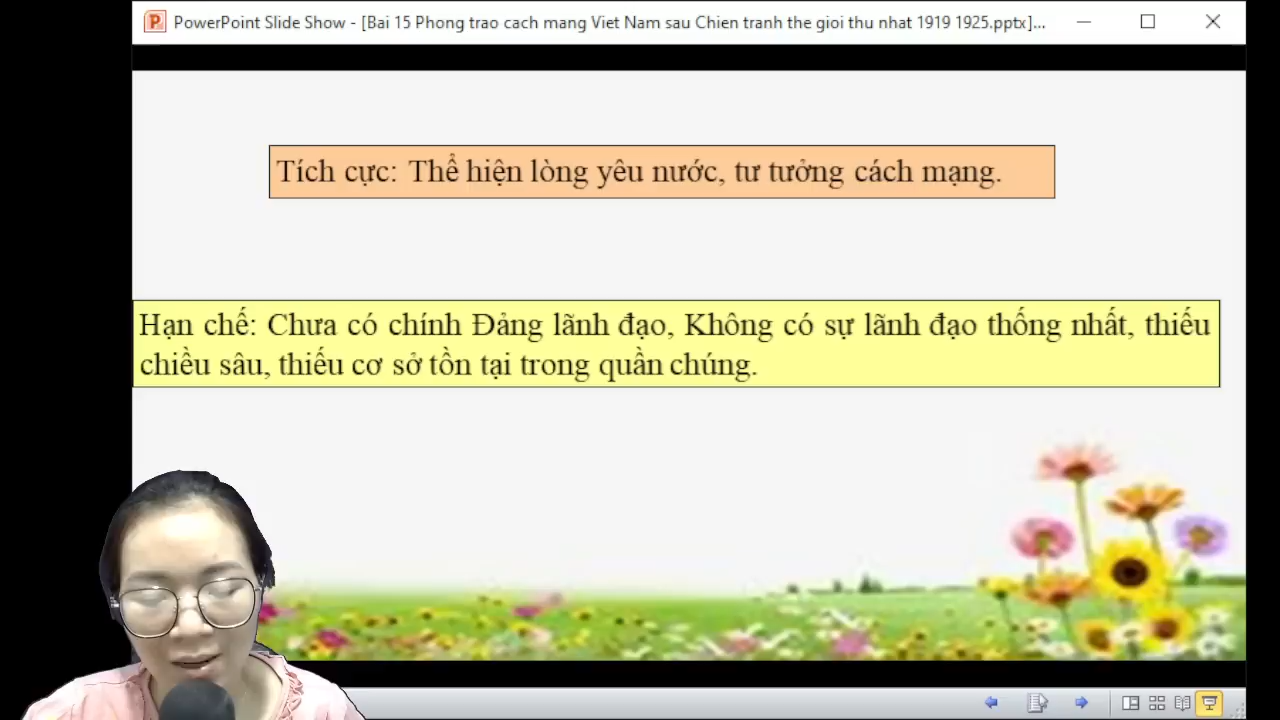 PowerPoint Slide Show - [Bai 15 Phong trao cach mang Viet Nam sau Chien tranh the gioi thu nhat 1919 1925.pptx]...
Tích cực: Thể hiện lòng yêu nước, tư tưởng cách mạng.
Hạn chế: Chưa có chính Đảng lãnh đạo, Không có sự lãnh đạo thống nhất, thiếu
chiều sâu, thiếu cơ sở tồn tại trong quần chúng.